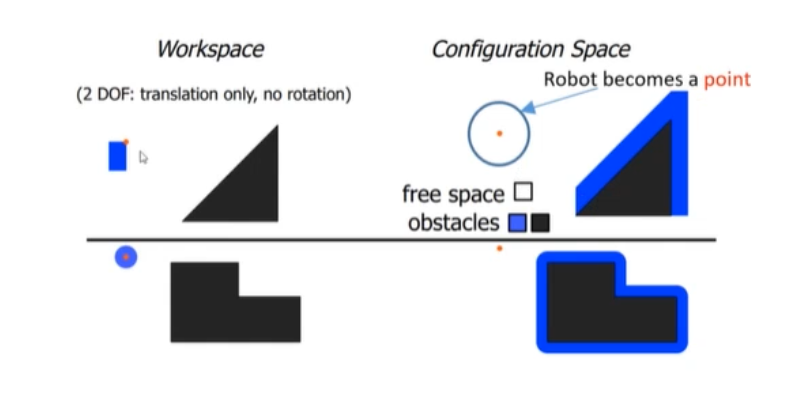 Workspace
Configuration Space
Robot becomes a point
(2 DOF: translation only, no rotation)
free space
obstacles